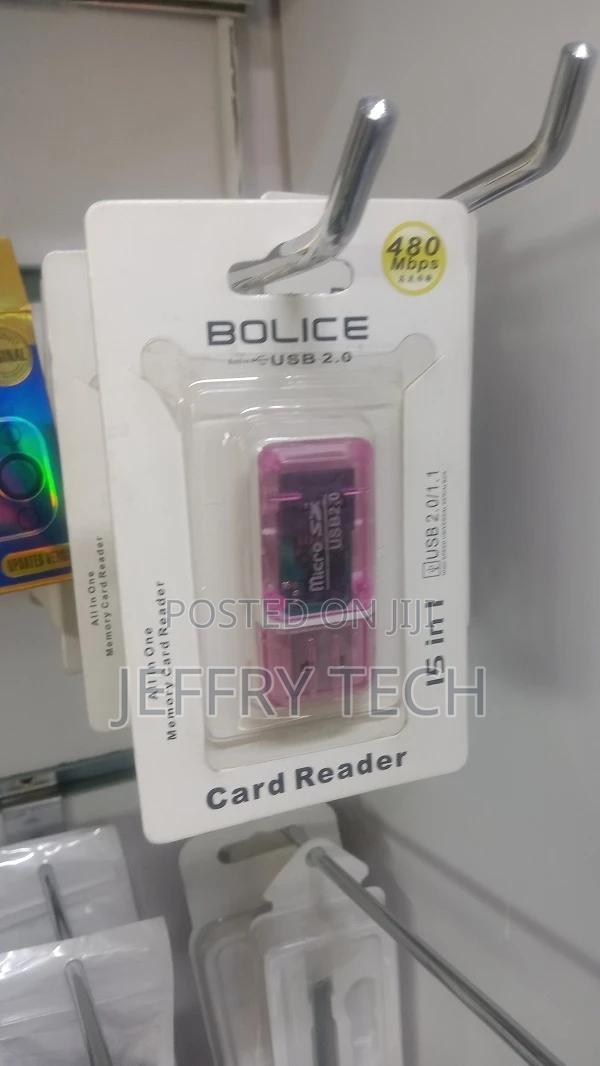 480
Mbps
BOLICE
USB 2.0
Micro SX
USB2.0
USB 2.0/1.1
15 in 1
All In One
Memory Card Reader
Card Reader
All In One
Memory Card Reader
POSTED ON JIJI
JEFFRY TECH